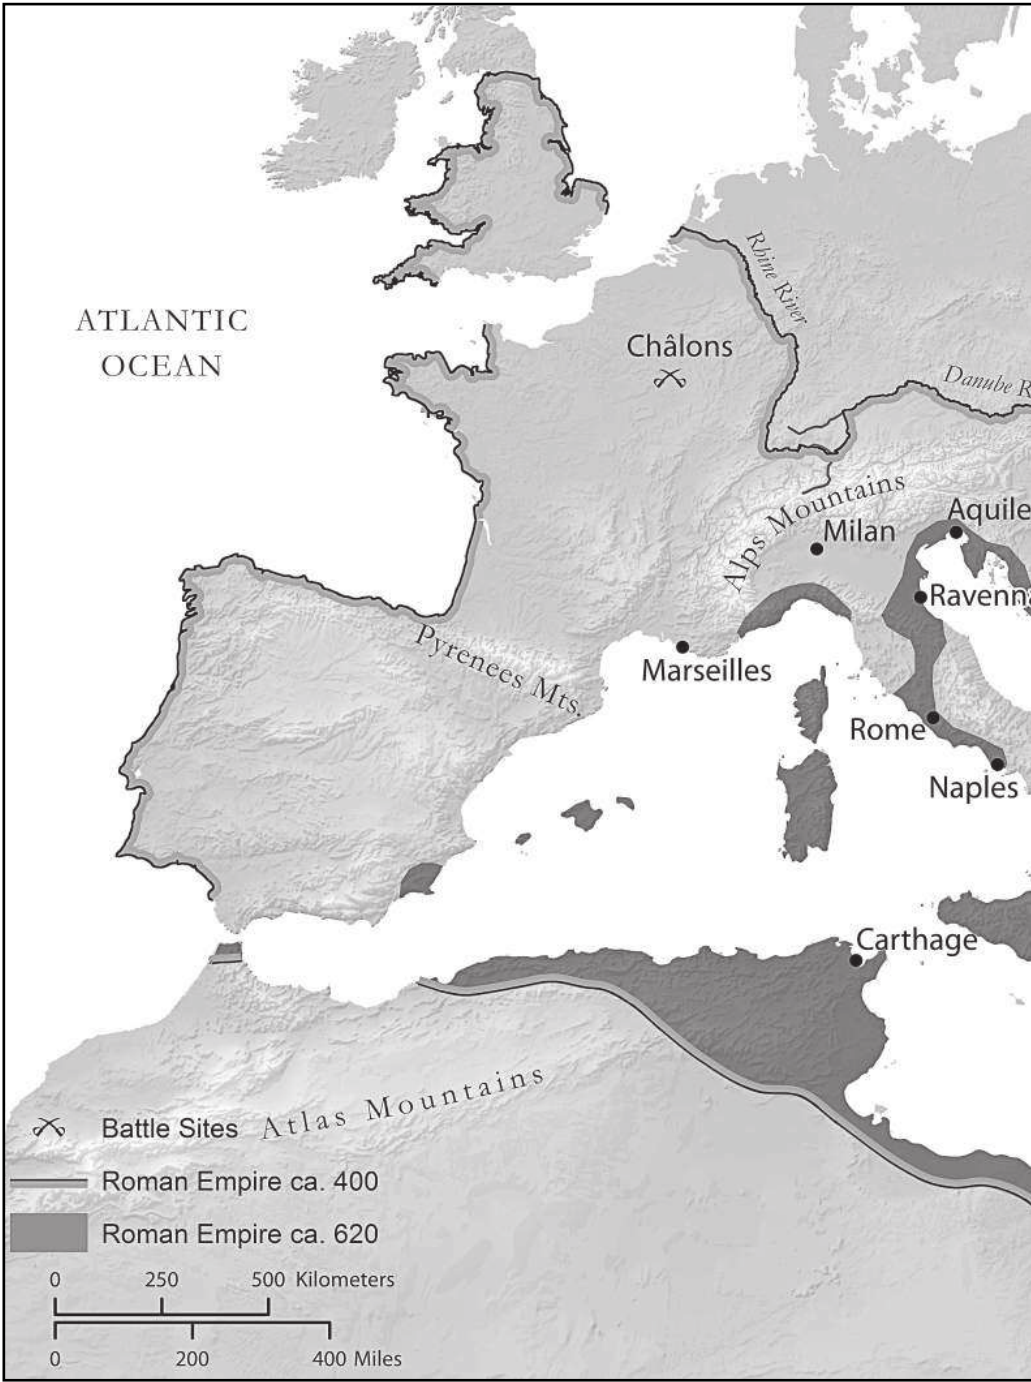 Rhine River
ATLANTIC
OCEAN
Châlons
Danube R
Alps Mountains
Aquile
Milan
Ravenna
Pyrenees Mts.
Marseilles
Rome
Naples
Carthage
Atlas Mountains
Battle Sites
Roman Empire ca. 400
Roman Empire ca. 620
0 250 500 Kilometers
0 200 400 Miles